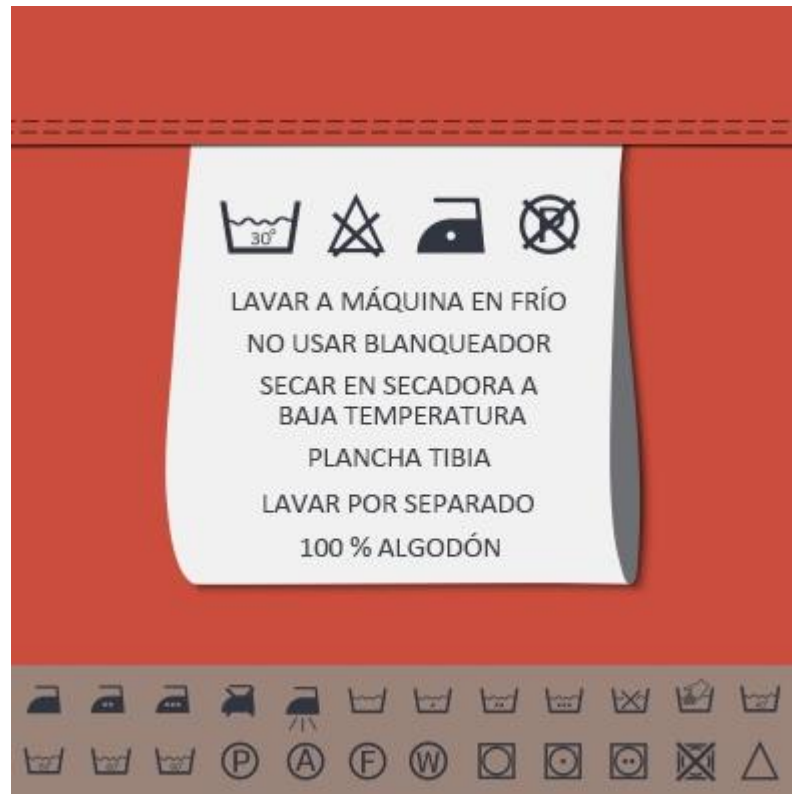 30°
P
LAVAR A MÁQUINA EN FRÍO
NO USAR BLANQUEADOR
SECAR EN SECADORA A
BAJA TEMPERATURA
PLANCHA TIBIA
LAVAR POR SEPARADO
100 % ALGODÓN
P A F W